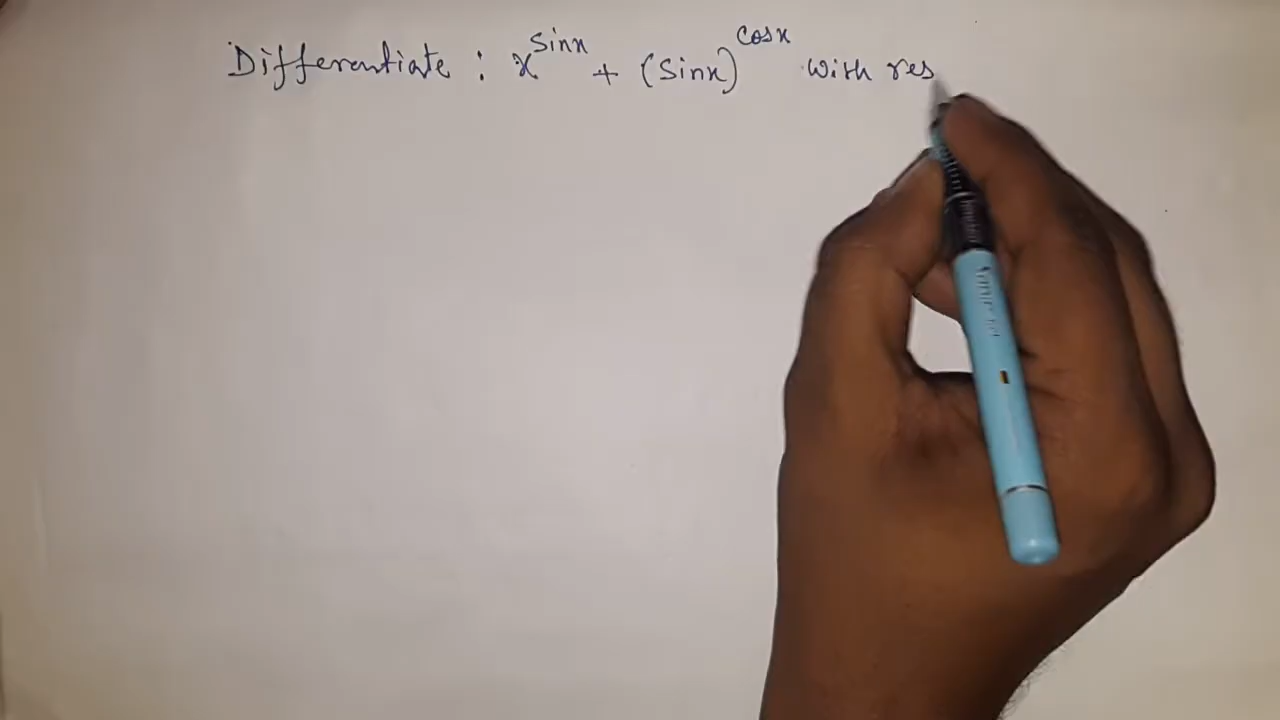 Differentiate : x^sinx + (sinx)^cosx with res